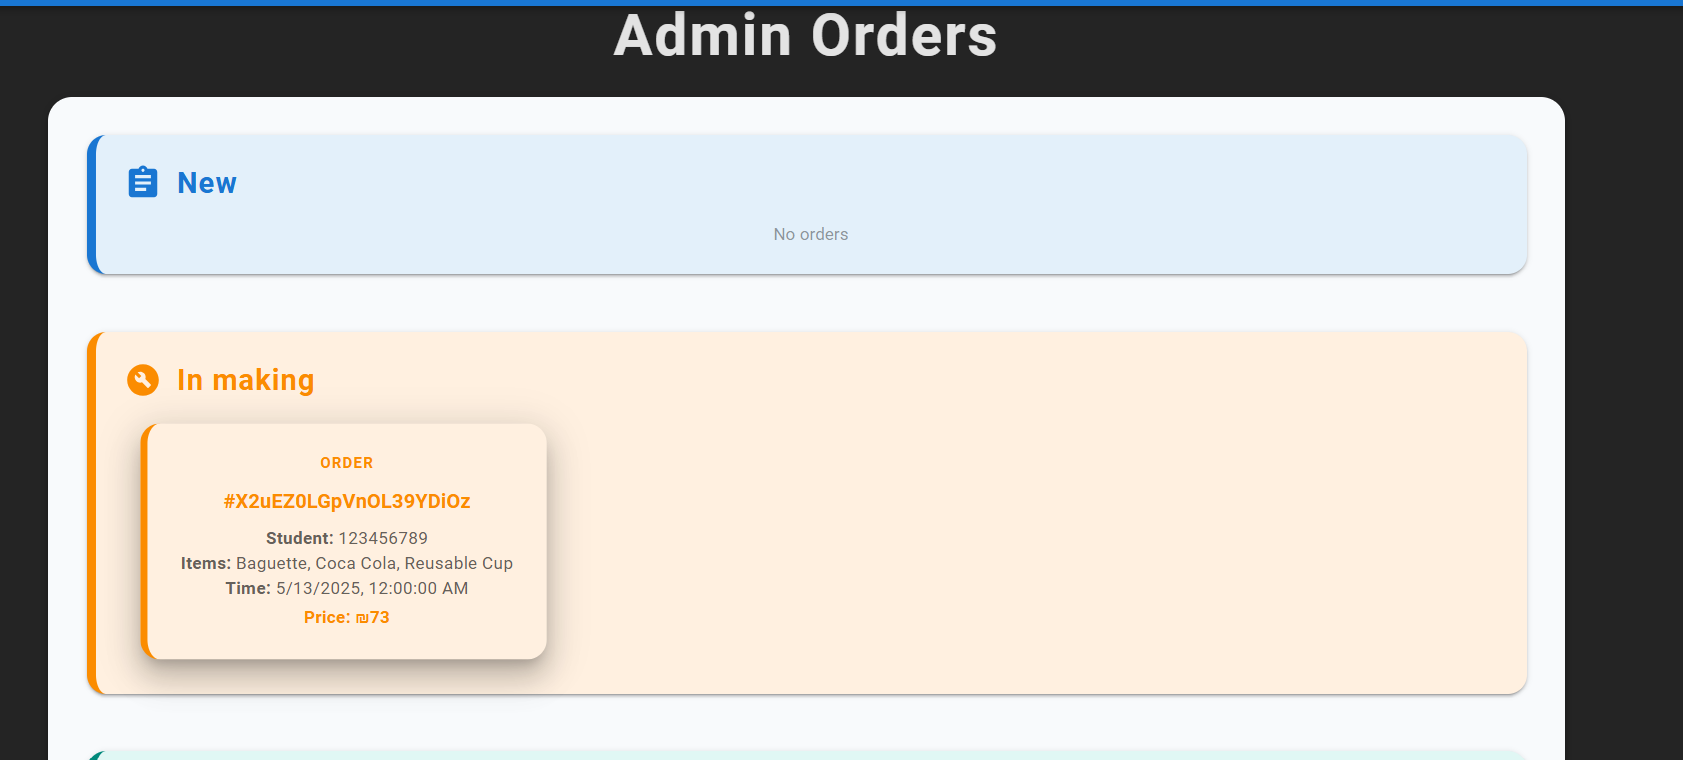 Admin Orders
New
No orders
In making
ORDER
#X2uEZ0LGpVnOL39YDiOz
Student: 123456789
Items: Baguette, Coca Cola, Reusable Cup
Time: 5/13/2025, 12:00:00 AM
Price: ₪73